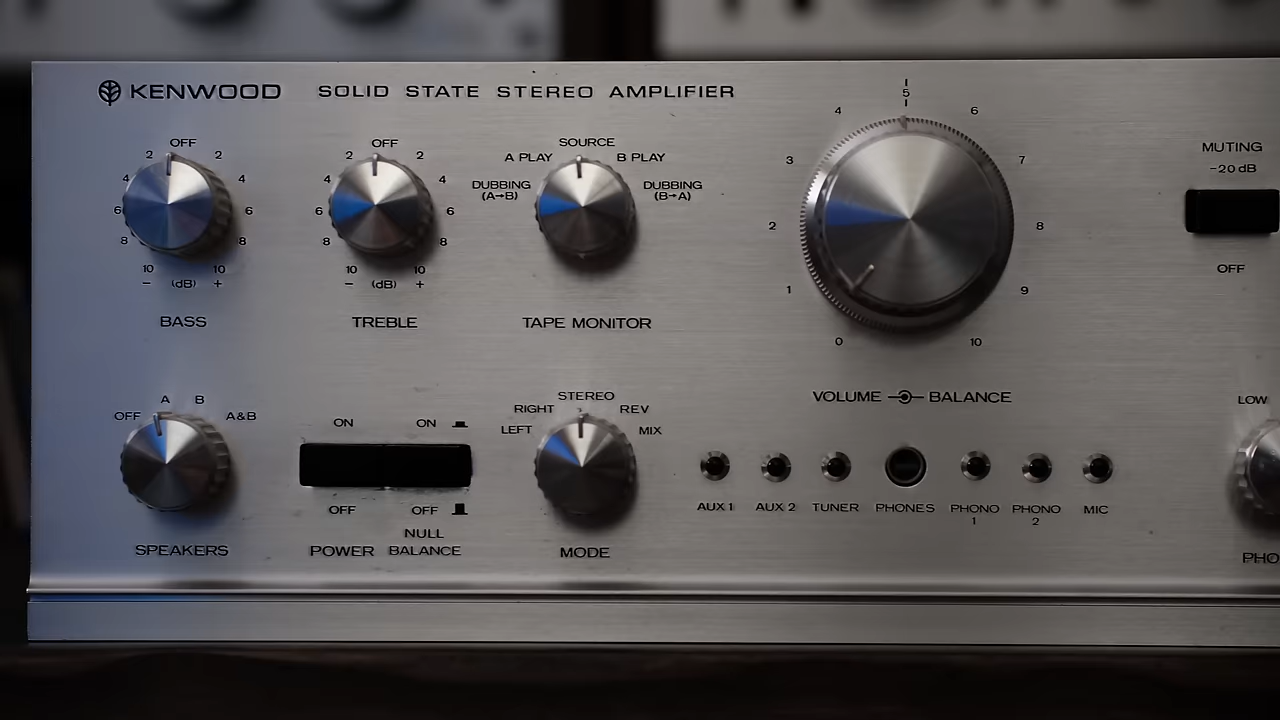 KENWOOD SOLID STATE STEREO AMPLIFIER
OFF
2 2
4 4
6 6
8 8
10 10
− (dB) +
BASS
OFF
2 2
4 4
6 6
8 8
10 10
− (dB) +
TREBLE
SOURCE
A PLAY B PLAY
DUBBING (A→B)
DUBBING (B→A)
TAPE MONITOR
5
4 6
3 7
2 8
1 9
0 10
VOLUME BALANCE
MUTING
−20 dB
OFF
A B
OFF A&B
SPEAKERS
ON ON
OFF OFF
POWER
NULL
BALANCE
STEREO
RIGHT REV
LEFT MIX
MODE
AUX 1 AUX 2 TUNER PHONES PHONO 1 PHONO 2 MIC
LOW
PHO